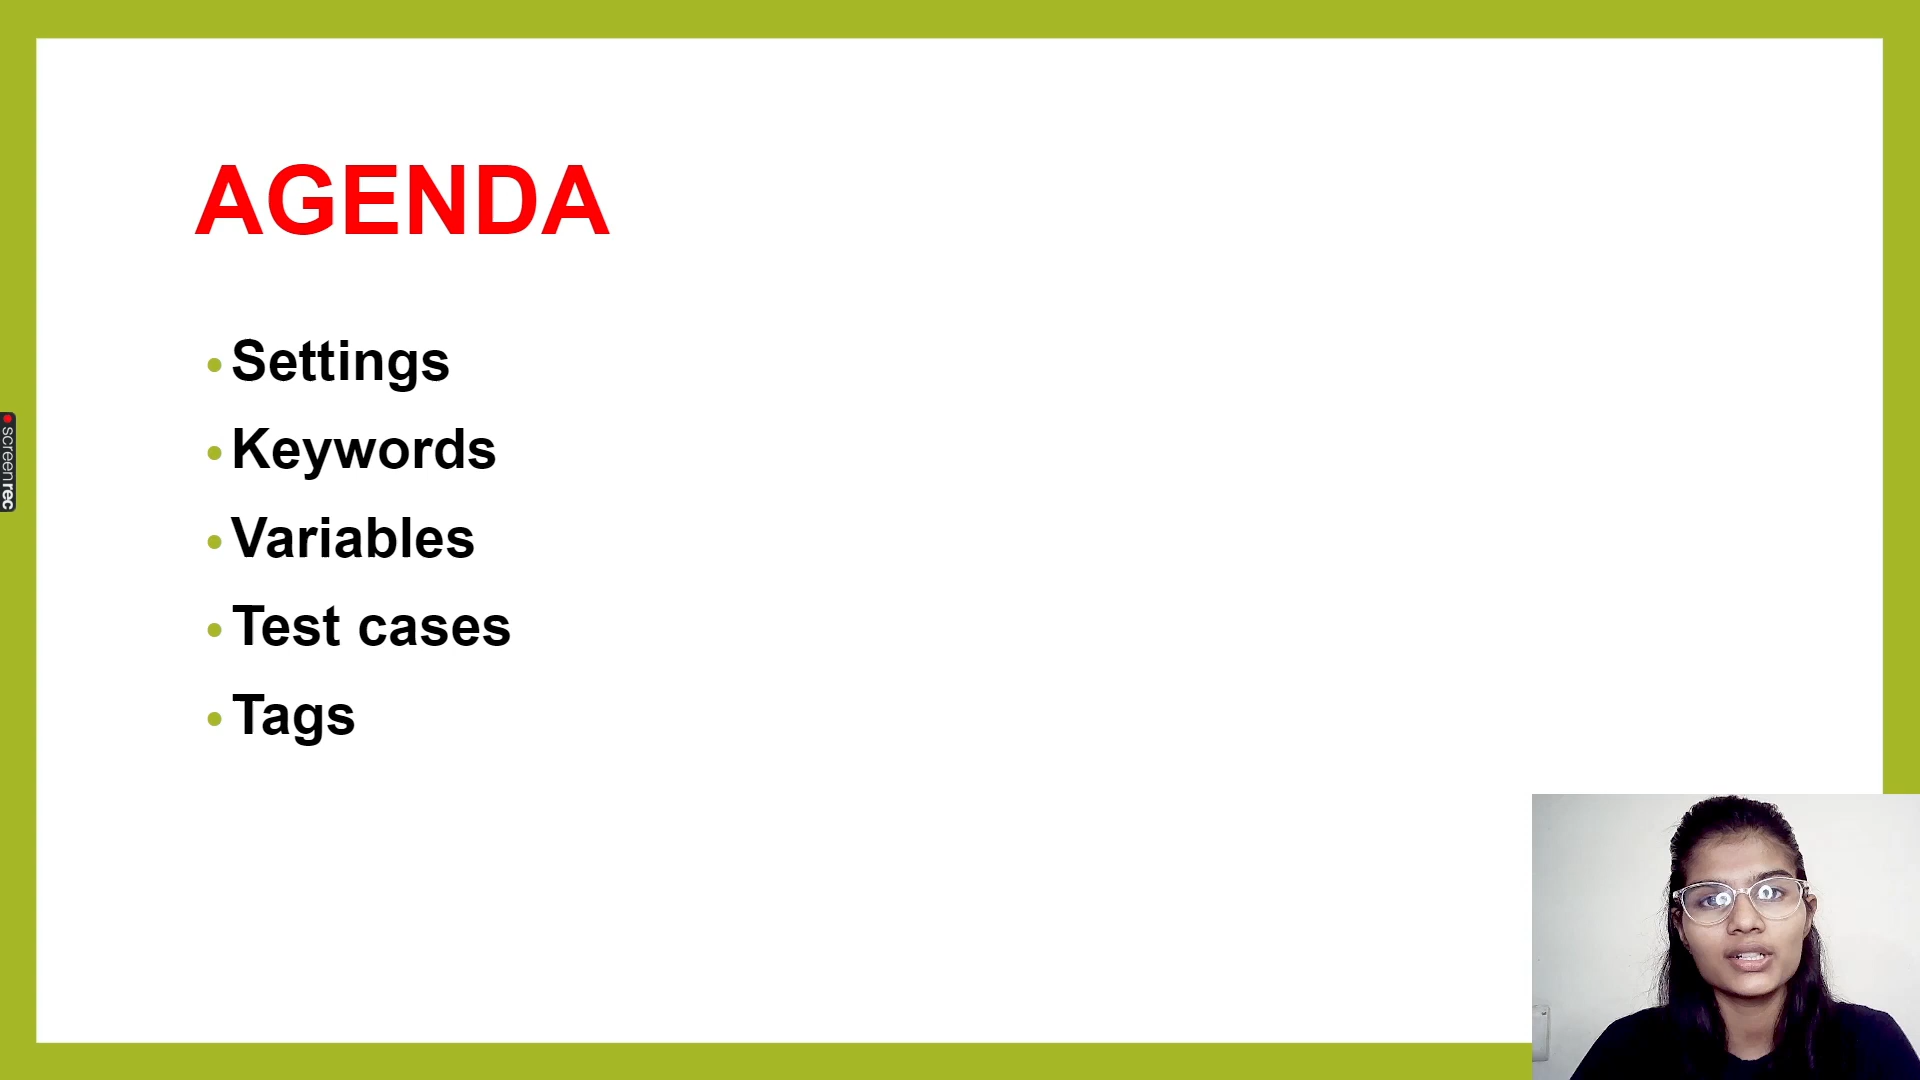 AGENDA
• Settings
• Keywords
• Variables
• Test cases
• Tags
screenrec